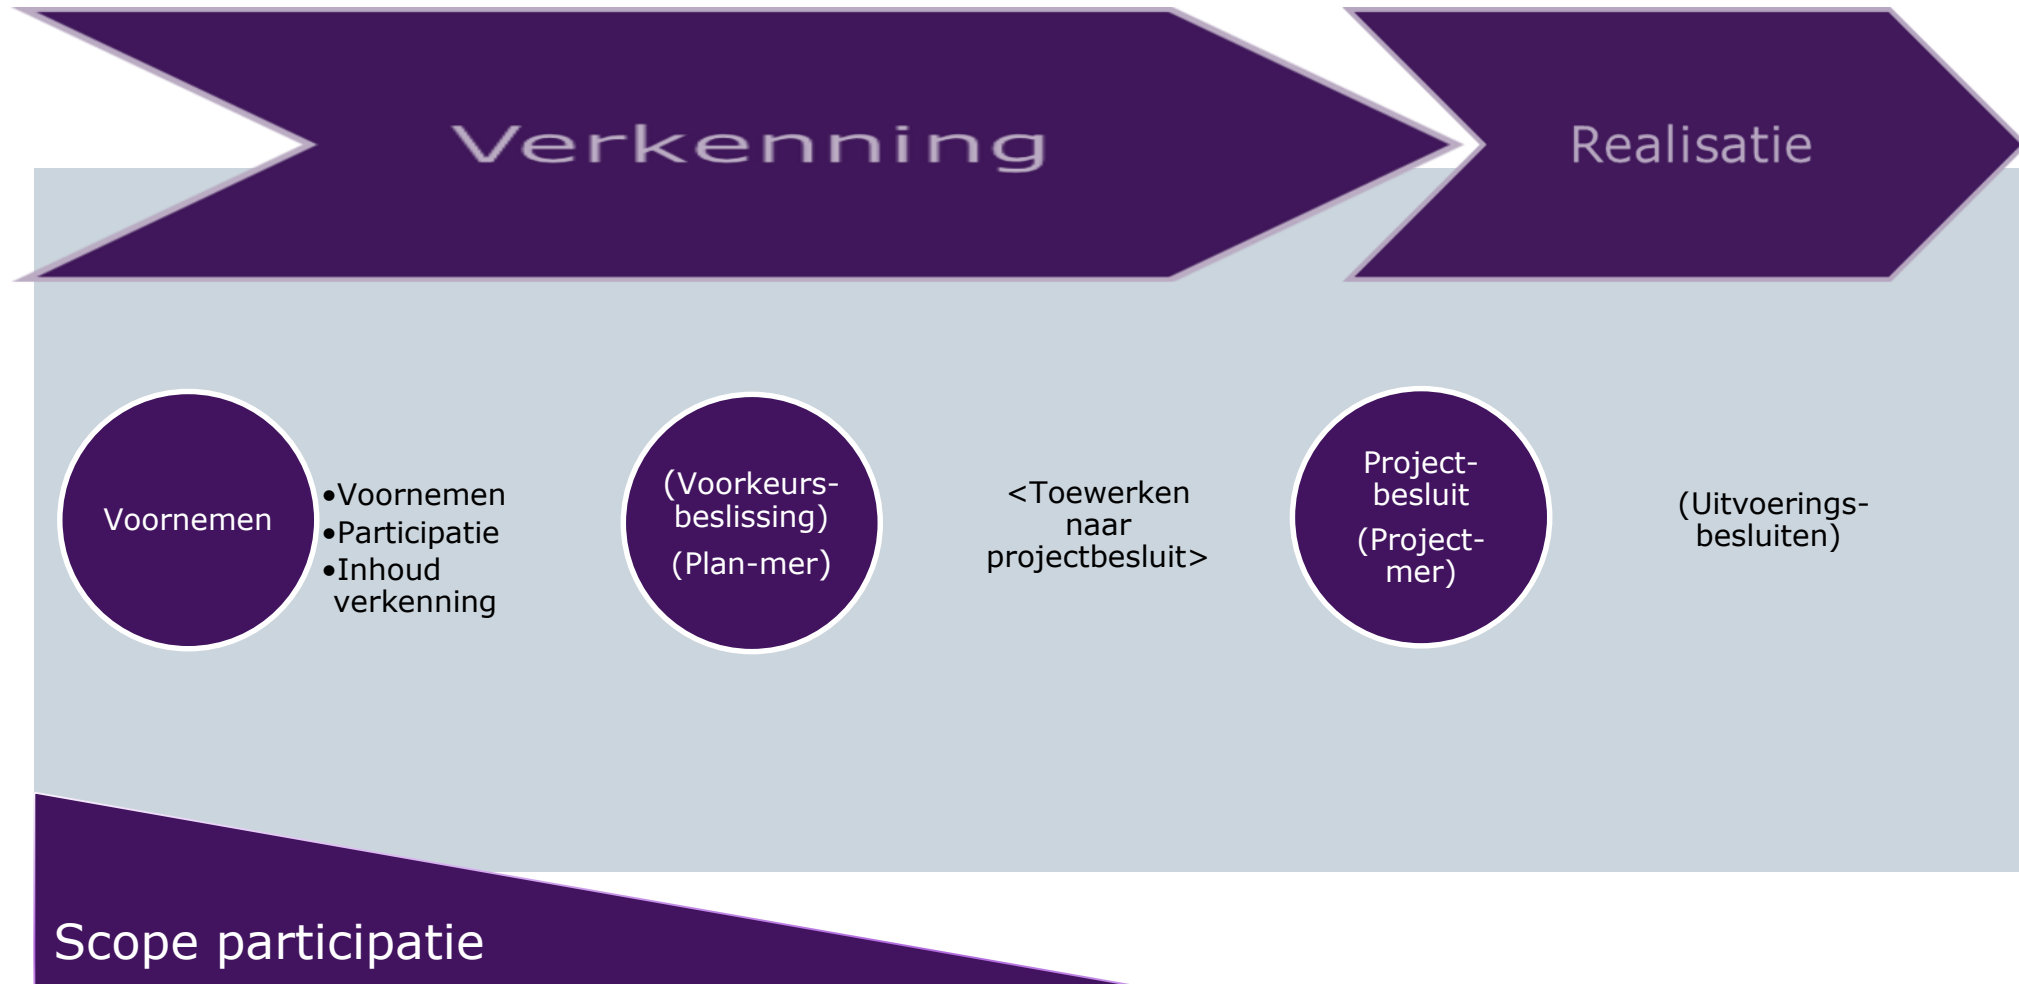 Verkenning
Realisatie
Voornemen
•Voornemen
•Participatie
•Inhoud
verkenning
(Voorkeurs-
beslissing)
(Plan-mer)
<Toewerken
naar
projectbesluit>
Project-
besluit
(Project-
mer)
(Uitvoerings-
besluiten)
Scope participatie